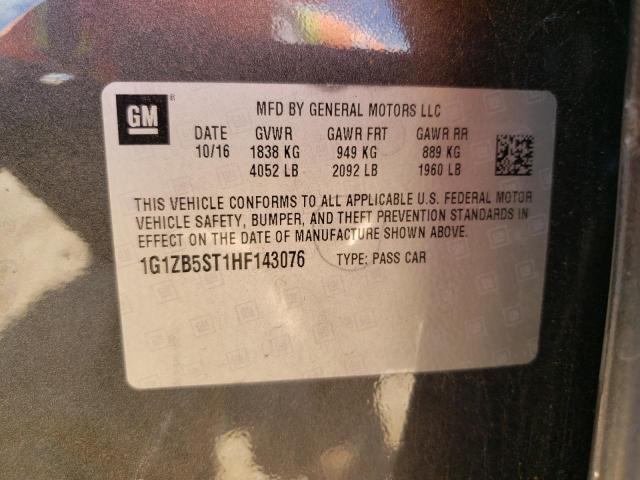 GM ®
MFD BY GENERAL MOTORS LLC
DATE GVWR GAWR FRT GAWR RR
10/16 1838 KG 949 KG 889 KG
4052 LB 2092 LB 1960 LB
THIS VEHICLE CONFORMS TO ALL APPLICABLE U.S. FEDERAL MOTOR
VEHICLE SAFETY, BUMPER, AND THEFT PREVENTION STANDARDS IN
EFFECT ON THE DATE OF MANUFACTURE SHOWN ABOVE.
1G1ZB5ST1HF143076 TYPE: PASS CAR